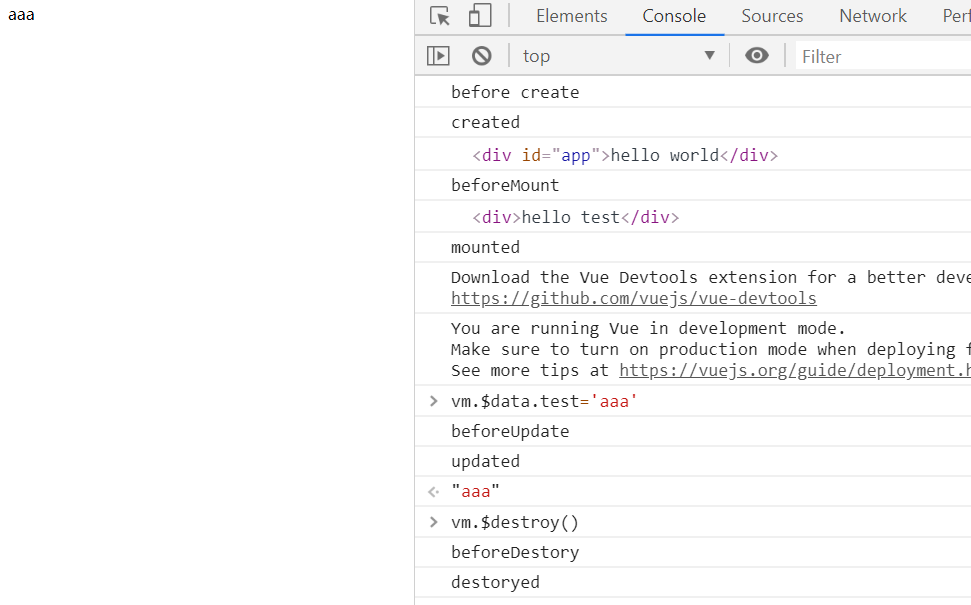 aaa
Elements Console Sources Network Perf
top ▼ Filter
before create
created
<div id="app">hello world</div>
beforeMount
<div>hello test</div>
mounted
Download the Vue Devtools extension for a better deve
https://github.com/vuejs/vue-devtools
You are running Vue in development mode.
Make sure to turn on production mode when deploying f
See more tips at https://vuejs.org/guide/deployment.h
> vm.$data.test='aaa'
beforeUpdate
updated
"aaa"
> vm.$destroy()
beforeDestory
destoryed